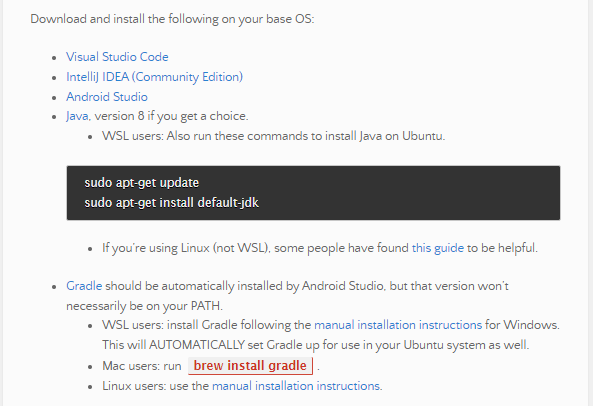 Download and install the following on your base OS:
Visual Studio Code
IntelliJ IDEA (Community Edition)
Android Studio
Java, version 8 if you get a choice.
WSL users: Also run these commands to install Java on Ubuntu.
sudo apt-get update
sudo apt-get install default-jdk
If you're using Linux (not WSL), some people have found this guide to be helpful.
Gradle should be automatically installed by Android Studio, but that version won't
necessarily be on your PATH.
WSL users: install Gradle following the manual installation instructions for Windows.
This will AUTOMATICALLY set Gradle up for use in your Ubuntu system as well.
Mac users: run brew install gradle .
Linux users: use the manual installation instructions.